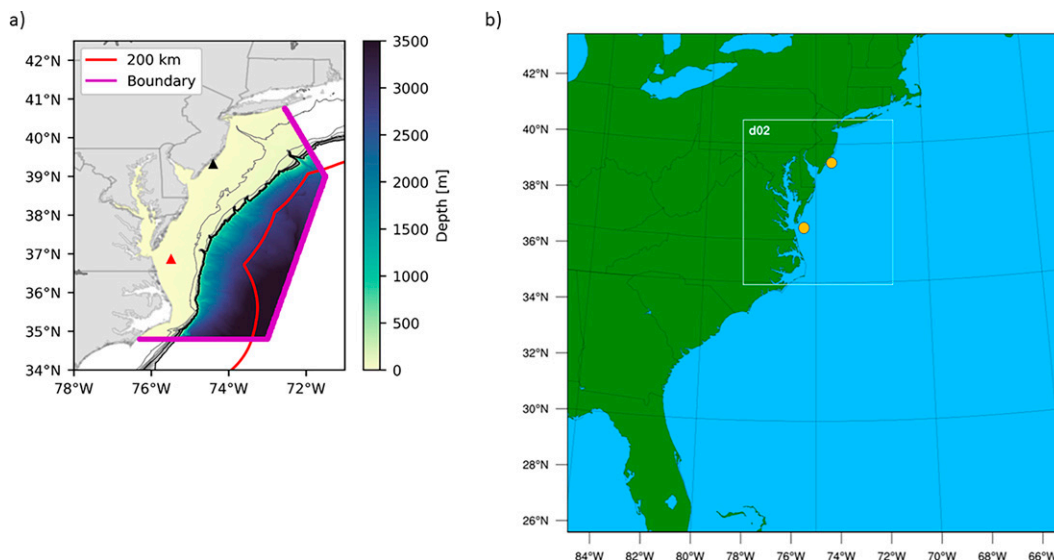 a)
b)
42°N
41°N
40°N
39°N
38°N
37°N
36°N
35°N
34°N
78°W
76°W
74°W
72°W
200 km
Boundary
3500
3000
2500
2000
1500
1000
500
0
Depth [m]
42°N
40°N
38°N
36°N
34°N
32°N
30°N
28°N
26°N
d02
84°W
82°W
80°W
78°W
76°W
74°W
72°W
70°W
68°W
66°W